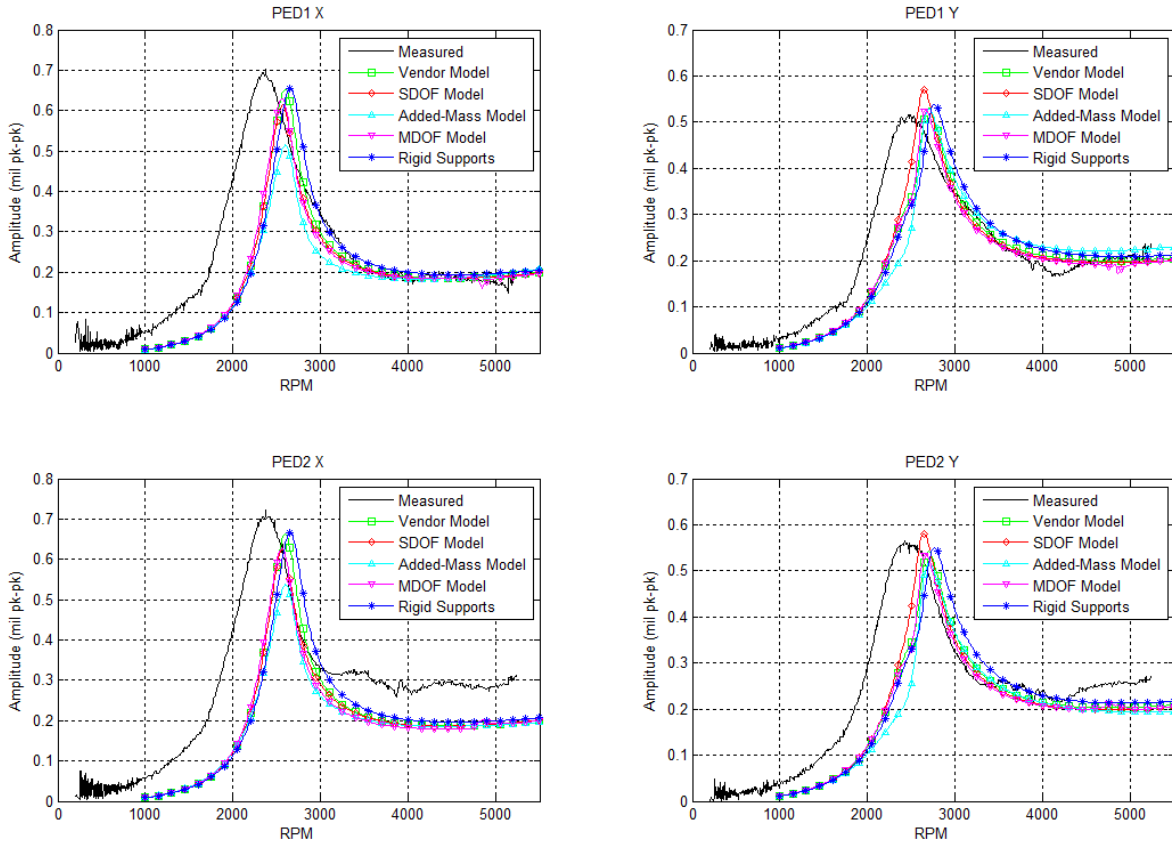 PED1 X
0.8
0.7
0.6
0.5
0.4
0.3
0.2
0.1
0
Amplitude (mil pk-pk)
Measured
Vendor Model
SDOF Model
Added-Mass Model
MDOF Model
Rigid Supports
0 1000 2000 3000 4000 5000
RPM
PED1 Y
0.7
0.6
0.5
0.4
0.3
0.2
0.1
0
Amplitude (mil pk-pk)
Measured
Vendor Model
SDOF Model
Added-Mass Model
MDOF Model
Rigid Supports
0 1000 2000 3000 4000 5000
RPM
PED2 X
0.8
0.7
0.6
0.5
0.4
0.3
0.2
0.1
0
Amplitude (mil pk-pk)
Measured
Vendor Model
SDOF Model
Added-Mass Model
MDOF Model
Rigid Supports
0 1000 2000 3000 4000 5000
RPM
PED2 Y
0.7
0.6
0.5
0.4
0.3
0.2
0.1
0
Amplitude (mil pk-pk)
Measured
Vendor Model
SDOF Model
Added-Mass Model
MDOF Model
Rigid Supports
0 1000 2000 3000 4000 5000
RPM